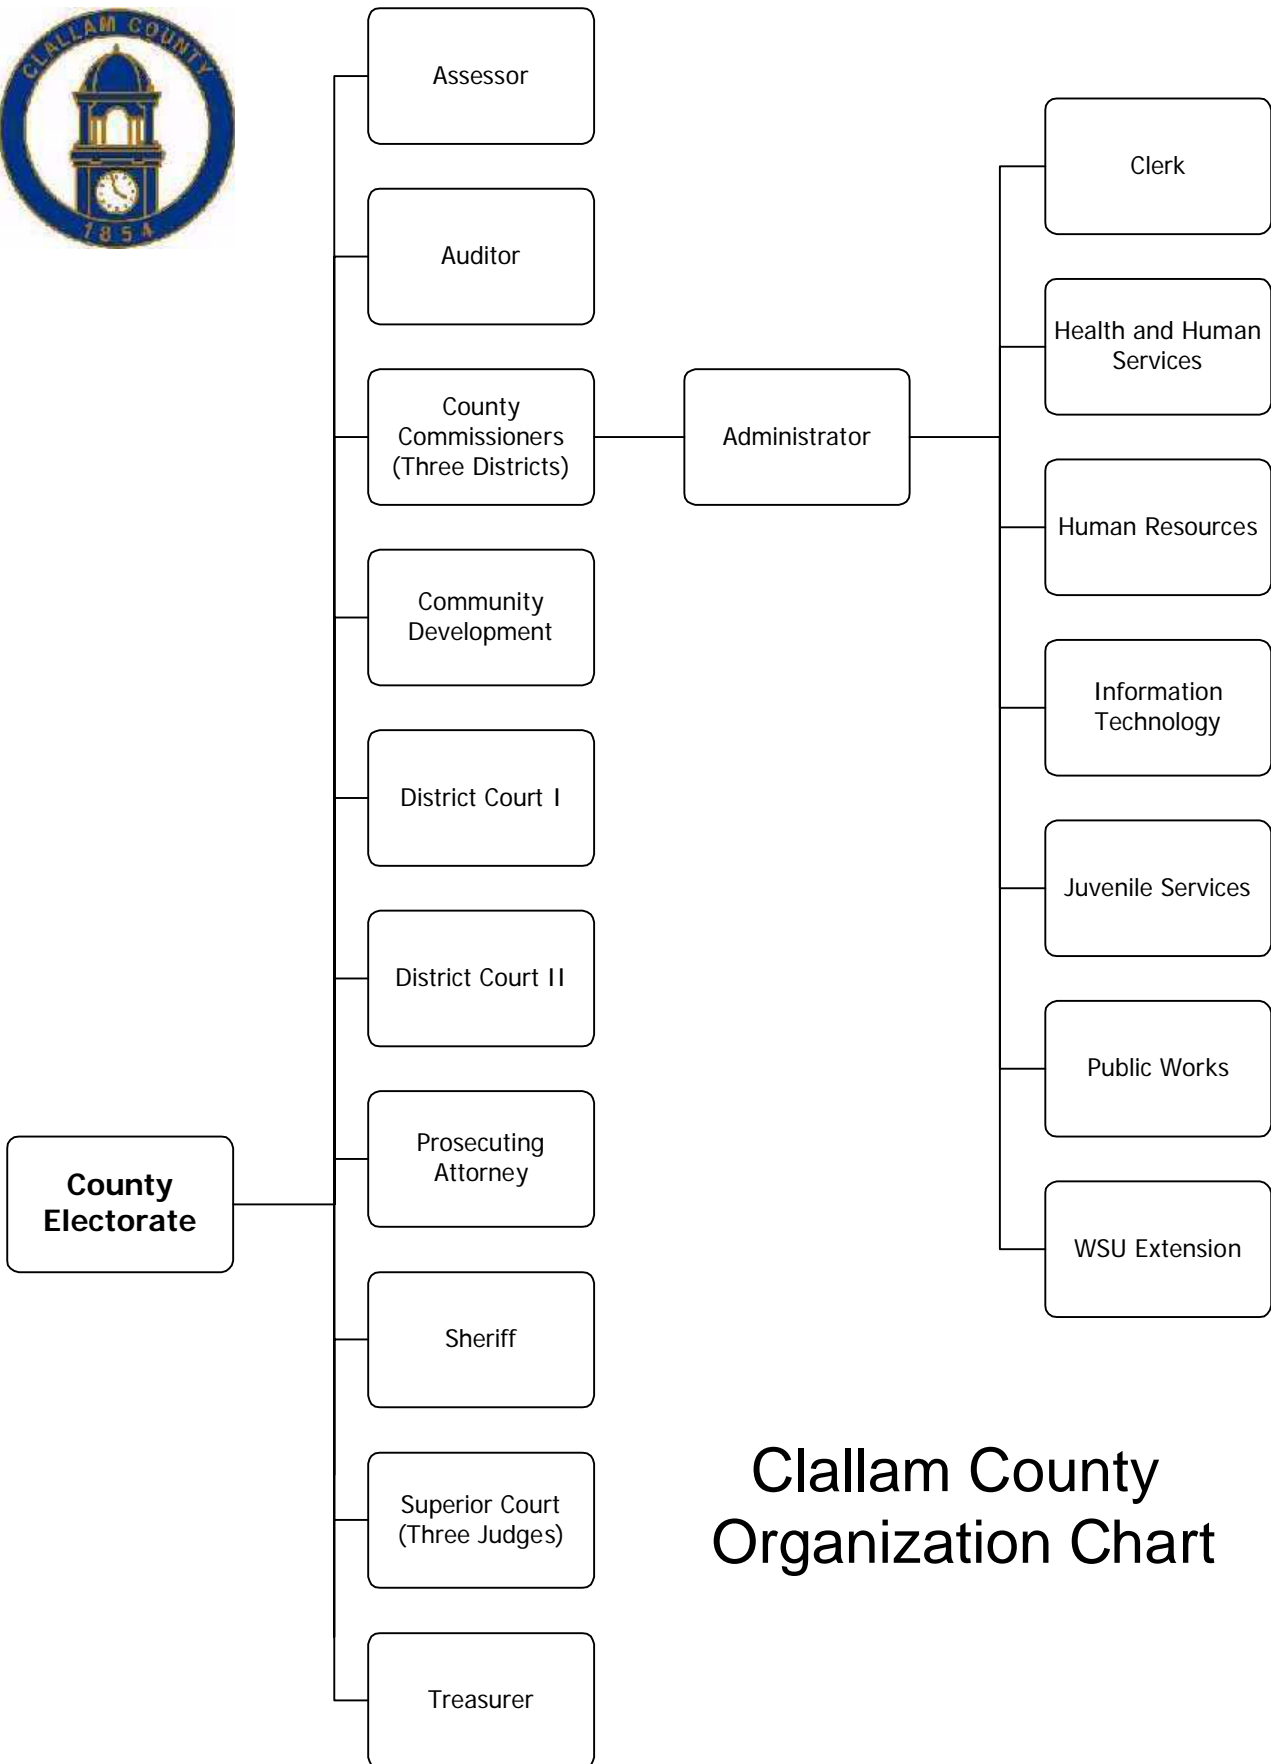 CLALLAM COUNTY
1854
Assessor
Auditor
County
Commissioners
(Three Districts)
Community
Development
District Court I
District Court II
Prosecuting
Attorney
Sheriff
Superior Court
(Three Judges)
Treasurer
County
Electorate
Administrator
Clerk
Health and Human
Services
Human Resources
Information
Technology
Juvenile Services
Public Works
WSU Extension
Clallam County
Organization Chart